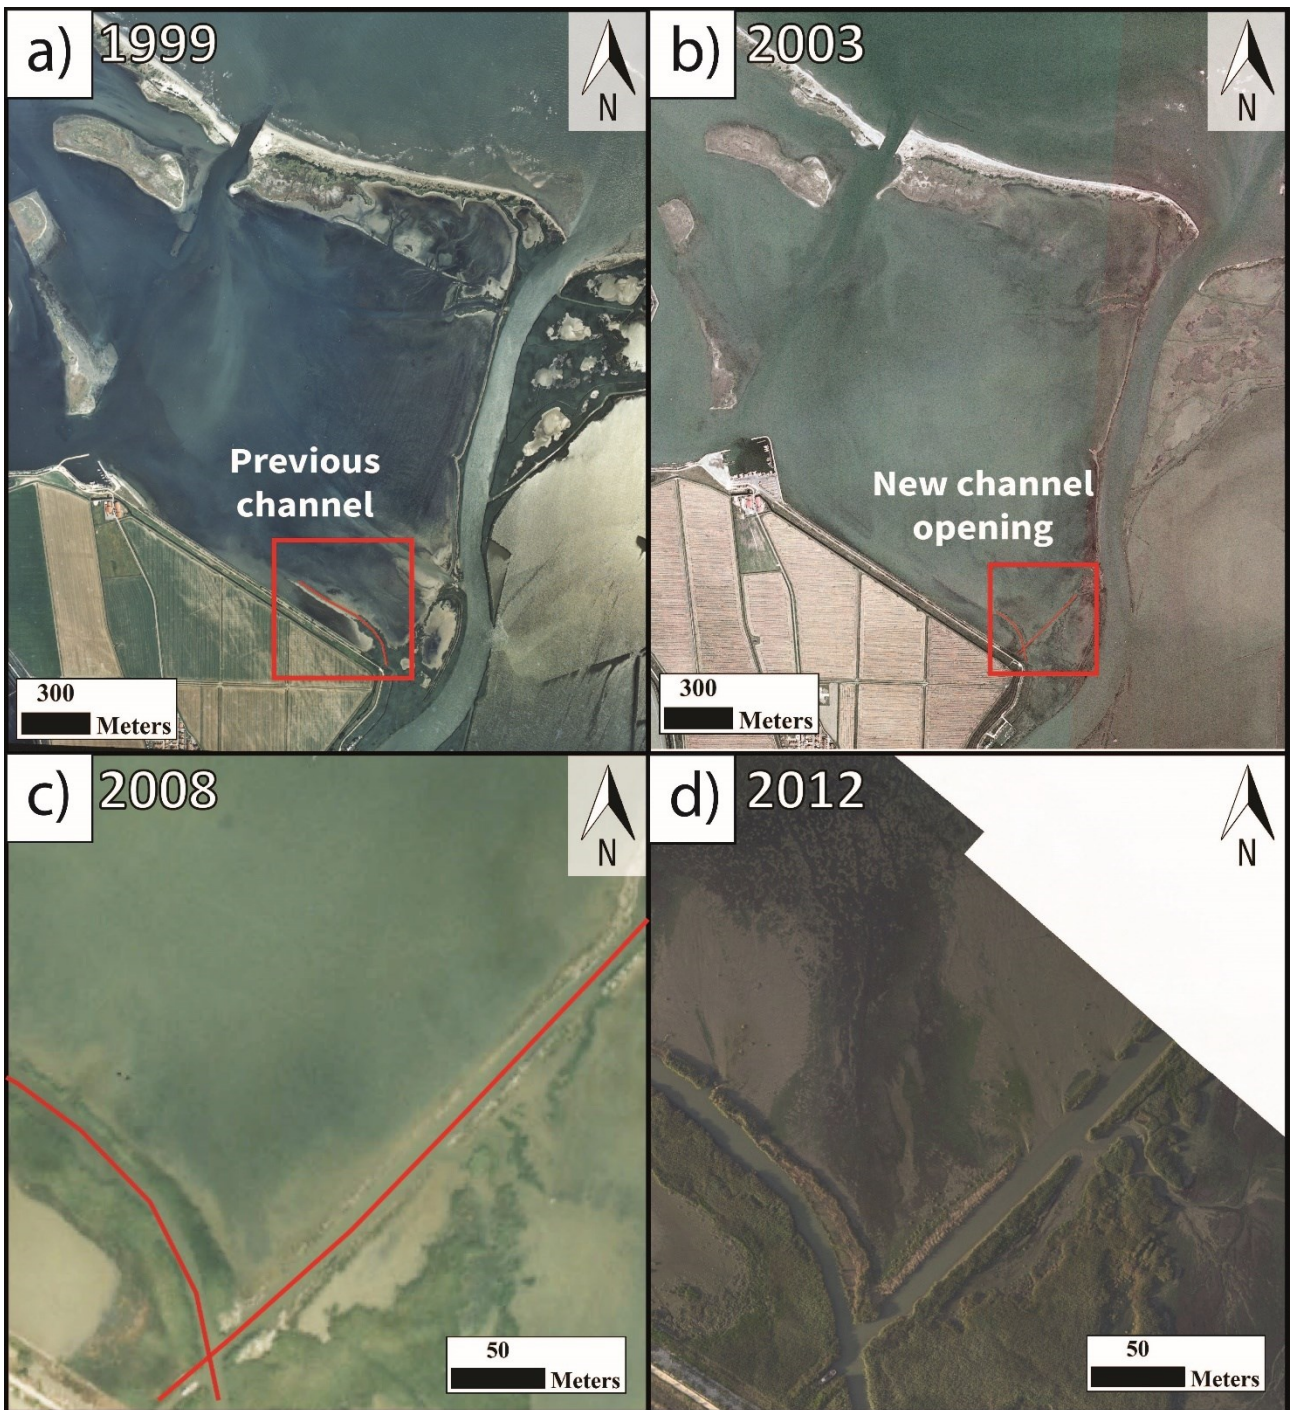 a) 1999
N
Previous
channel
300
Meters
b) 2003
N
New channel
opening
300
Meters
c) 2008
N
50
Meters
d) 2012
N
50
Meters